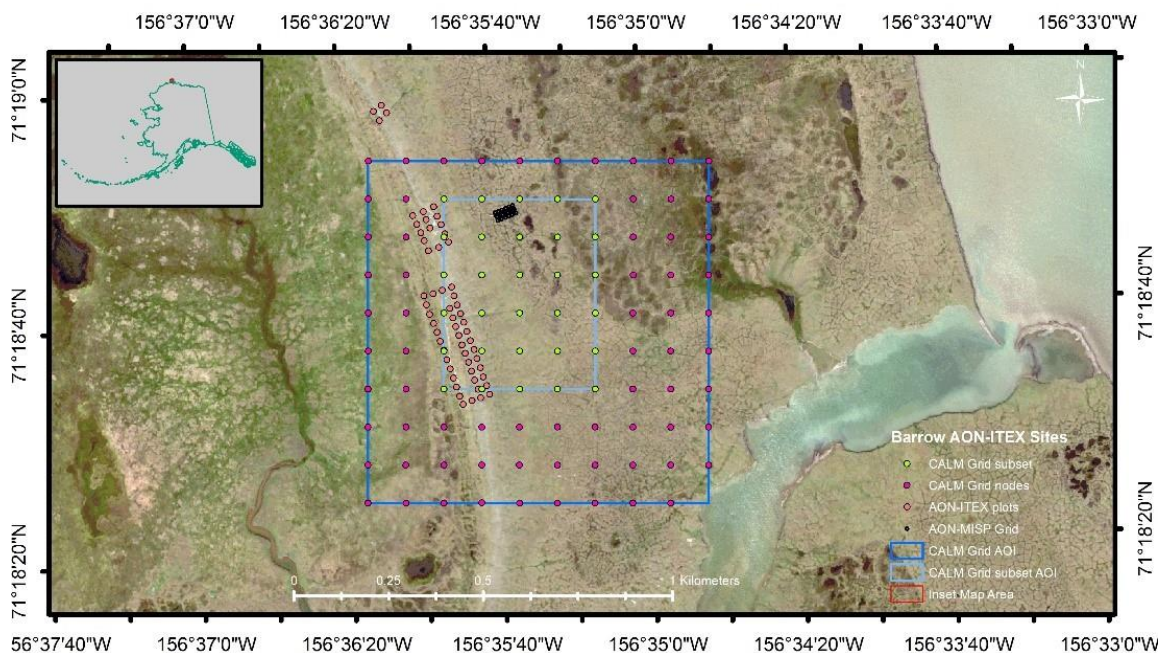 156°37'0"W 156°36'20"W 156°35'40"W 156°35'0"W 156°34'20"W 156°33'40"W 156°33'0"W
N
71°19'0"N
71°18'40"N
71°18'40"N
71°18'20"N
71°18'20"N
Barrow AON-ITEX Sites
CALM Grid subset
CALM Grid nodes
AON-ITEX plots
AON-MISP Grid
CALM Grid AOI
CALM Grid subset AOI
Inset Map Area
0 0.25 0.5 1 Kilometers
156°37'40"W 156°37'0"W 156°36'20"W 156°35'40"W 156°35'0"W 156°34'20"W 156°33'40"W 156°33'0"W